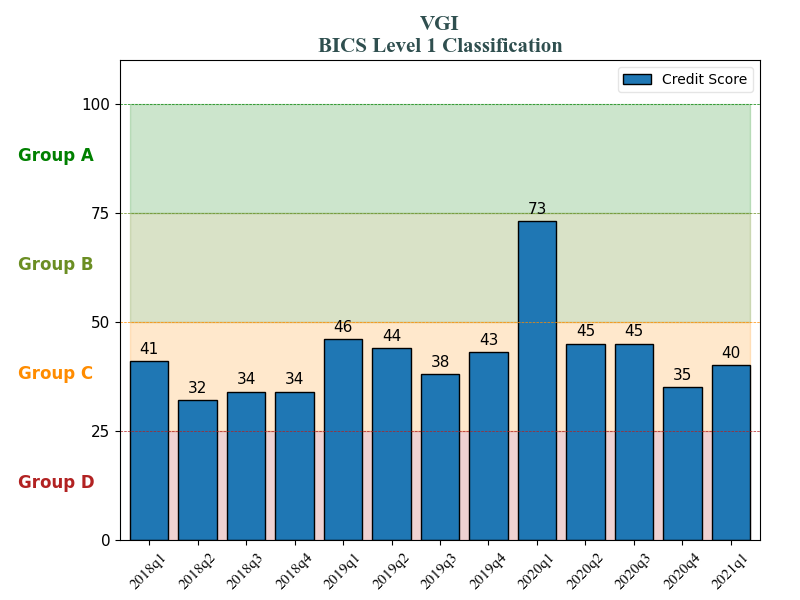 VGI
BICS Level 1 Classification
Credit Score
100
Group A
75
73
Group B
50
41
32
34
34
46
44
38
43
45
45
35
40
Group C
25
Group D
0
2018q1
2018q2
2018q3
2018q4
2019q1
2019q2
2019q3
2019q4
2020q1
2020q2
2020q3
2020q4
2021q1